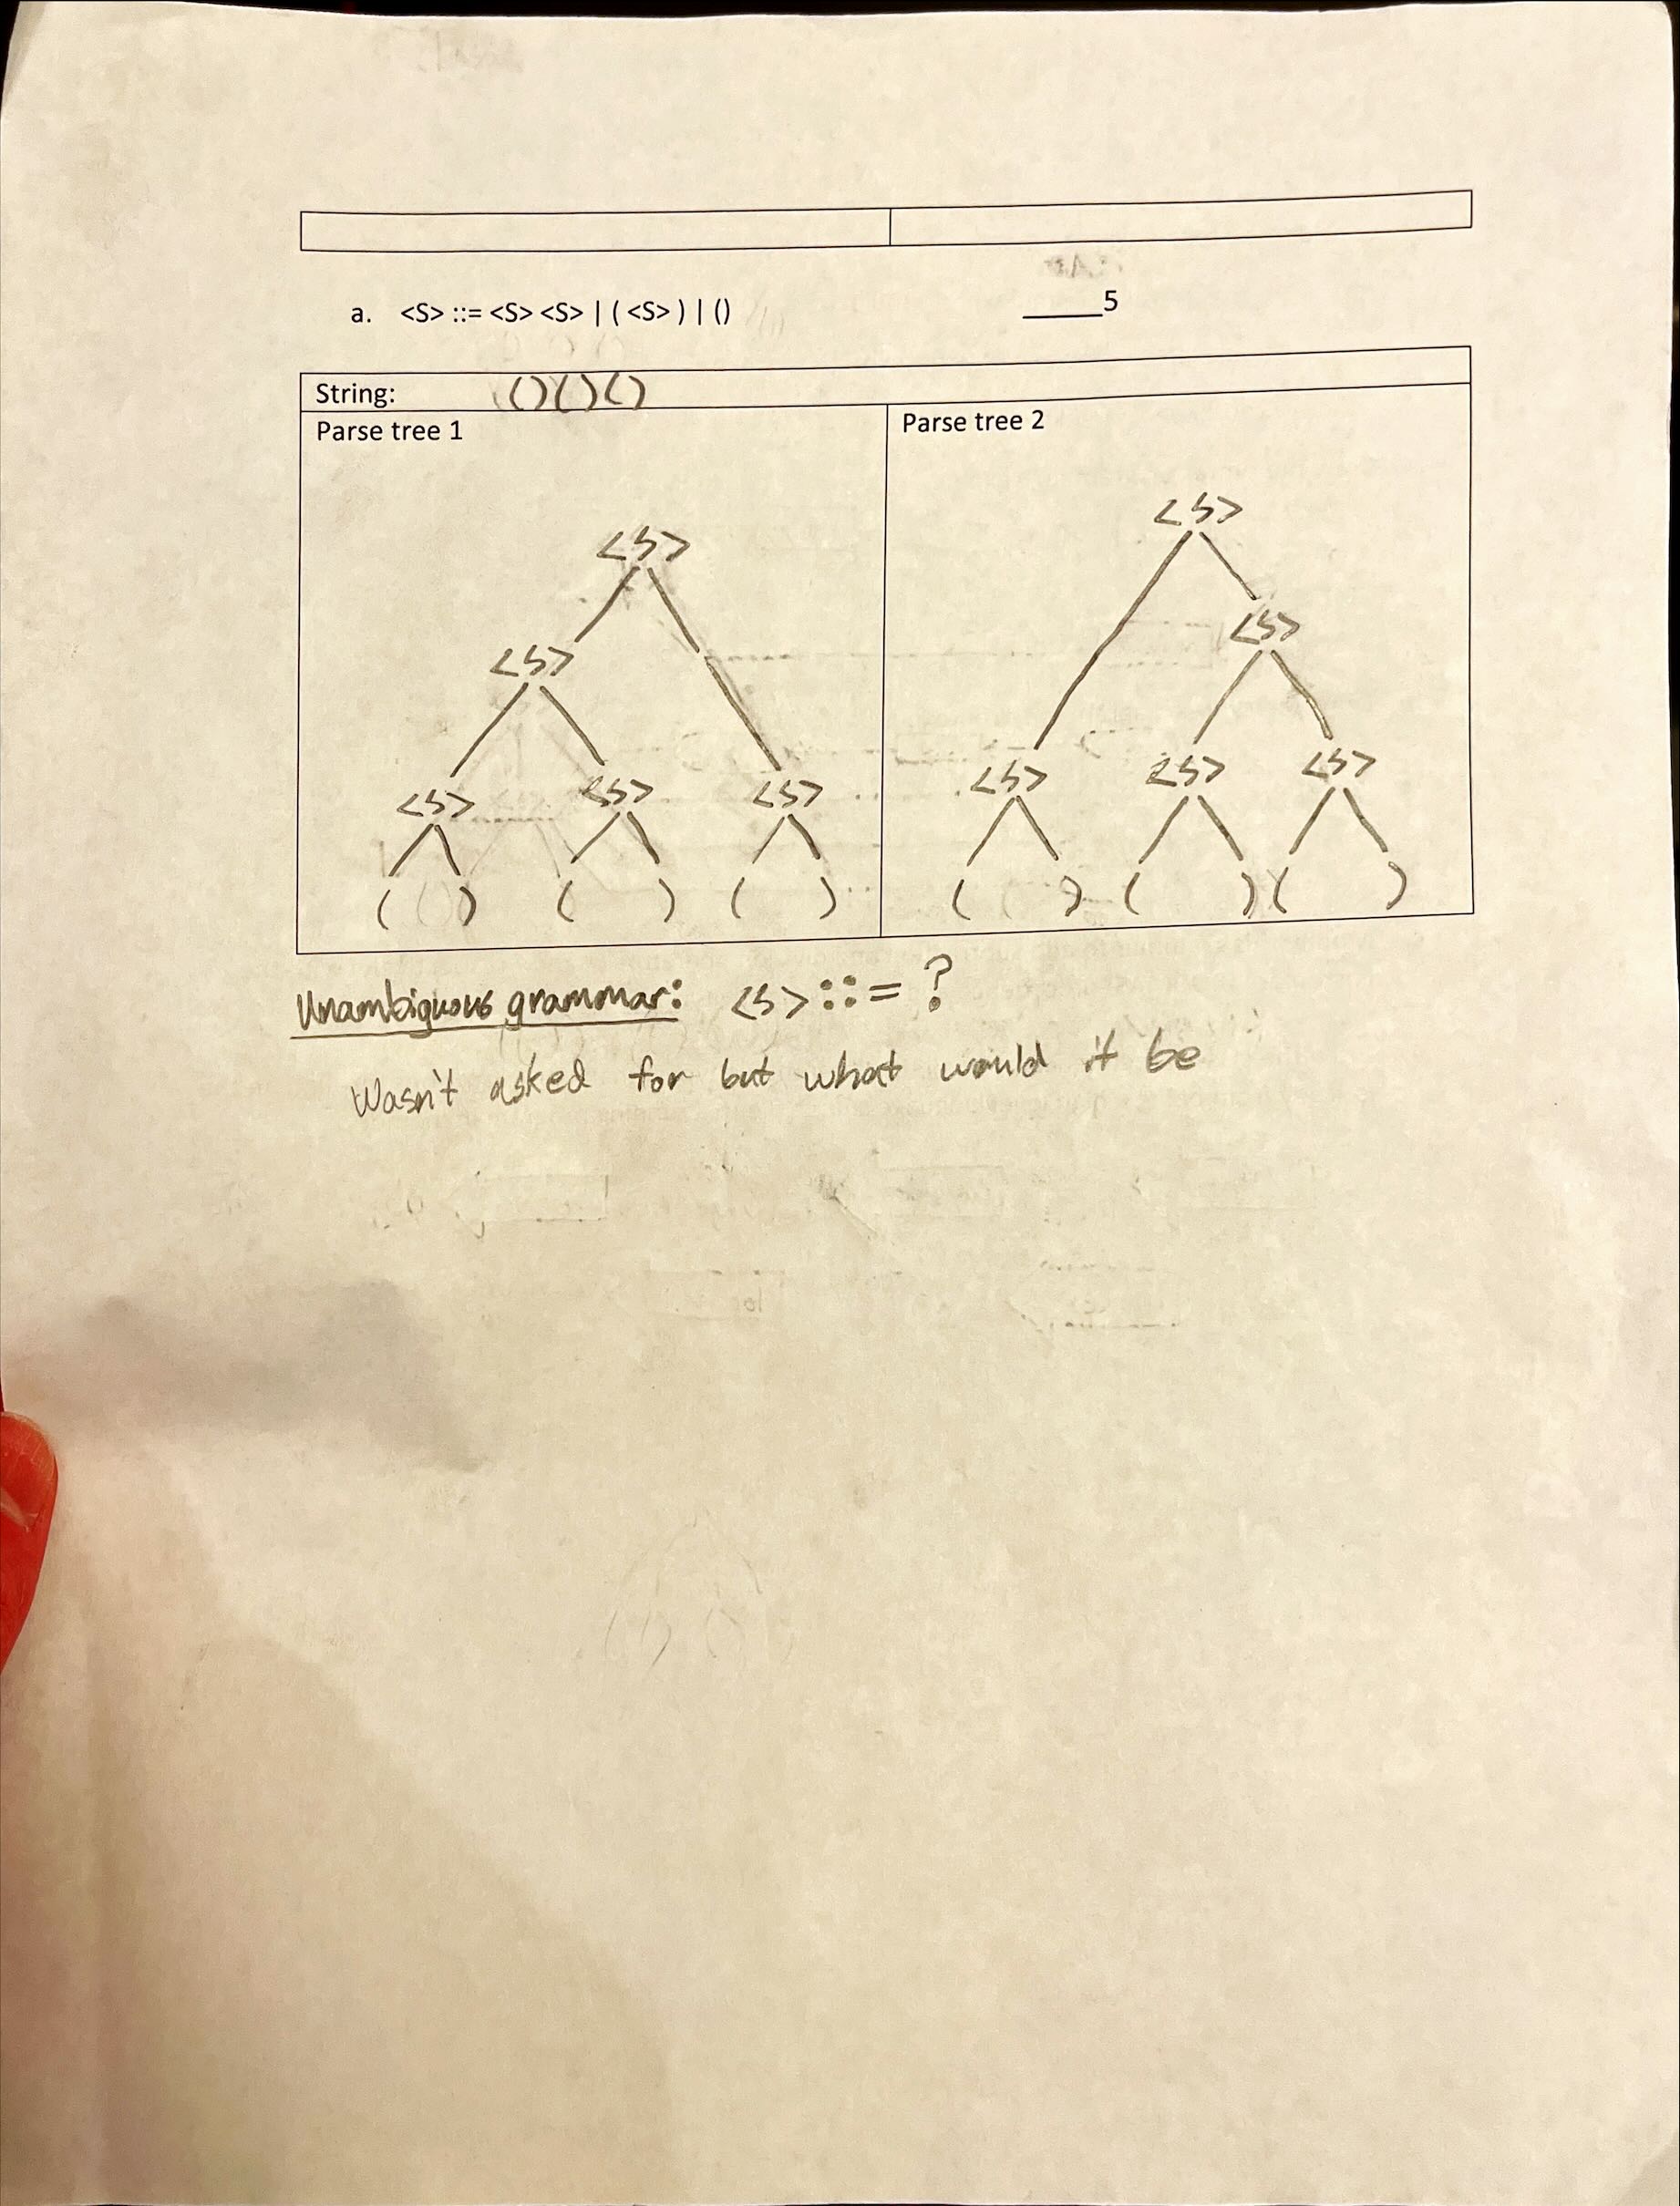 a. <S> ::= <S> <S> | ( <S> ) | () _____5
String: ()()()
Parse tree 1
Parse tree 2
<S>
<S>
<S> <S> <S>
( ) ( ) ( )
<S>
<S>
<S> <S> <S>
( ) ( ) ( )
Unambiguous grammar: <S> ::= ?
Wasn't asked for but what would it be